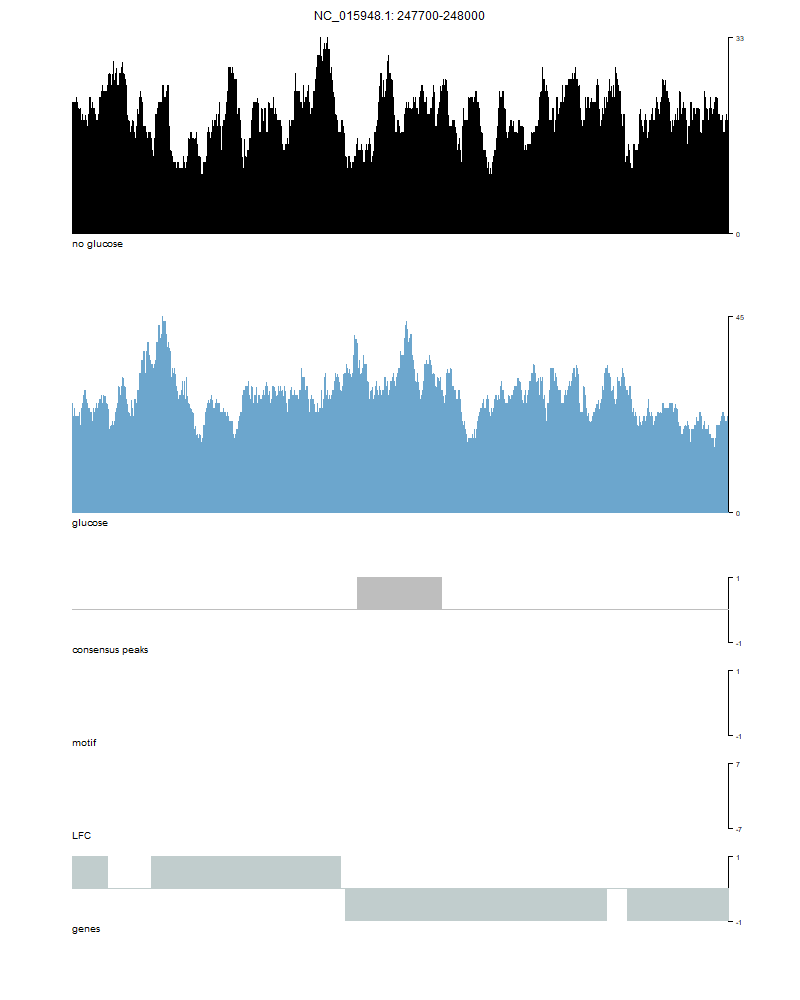 NC_015948.1: 247700-248000
33
0
no glucose
45
0
glucose
1
-1
consensus peaks
1
-1
motif
7
-7
LFC
1
-1
genes